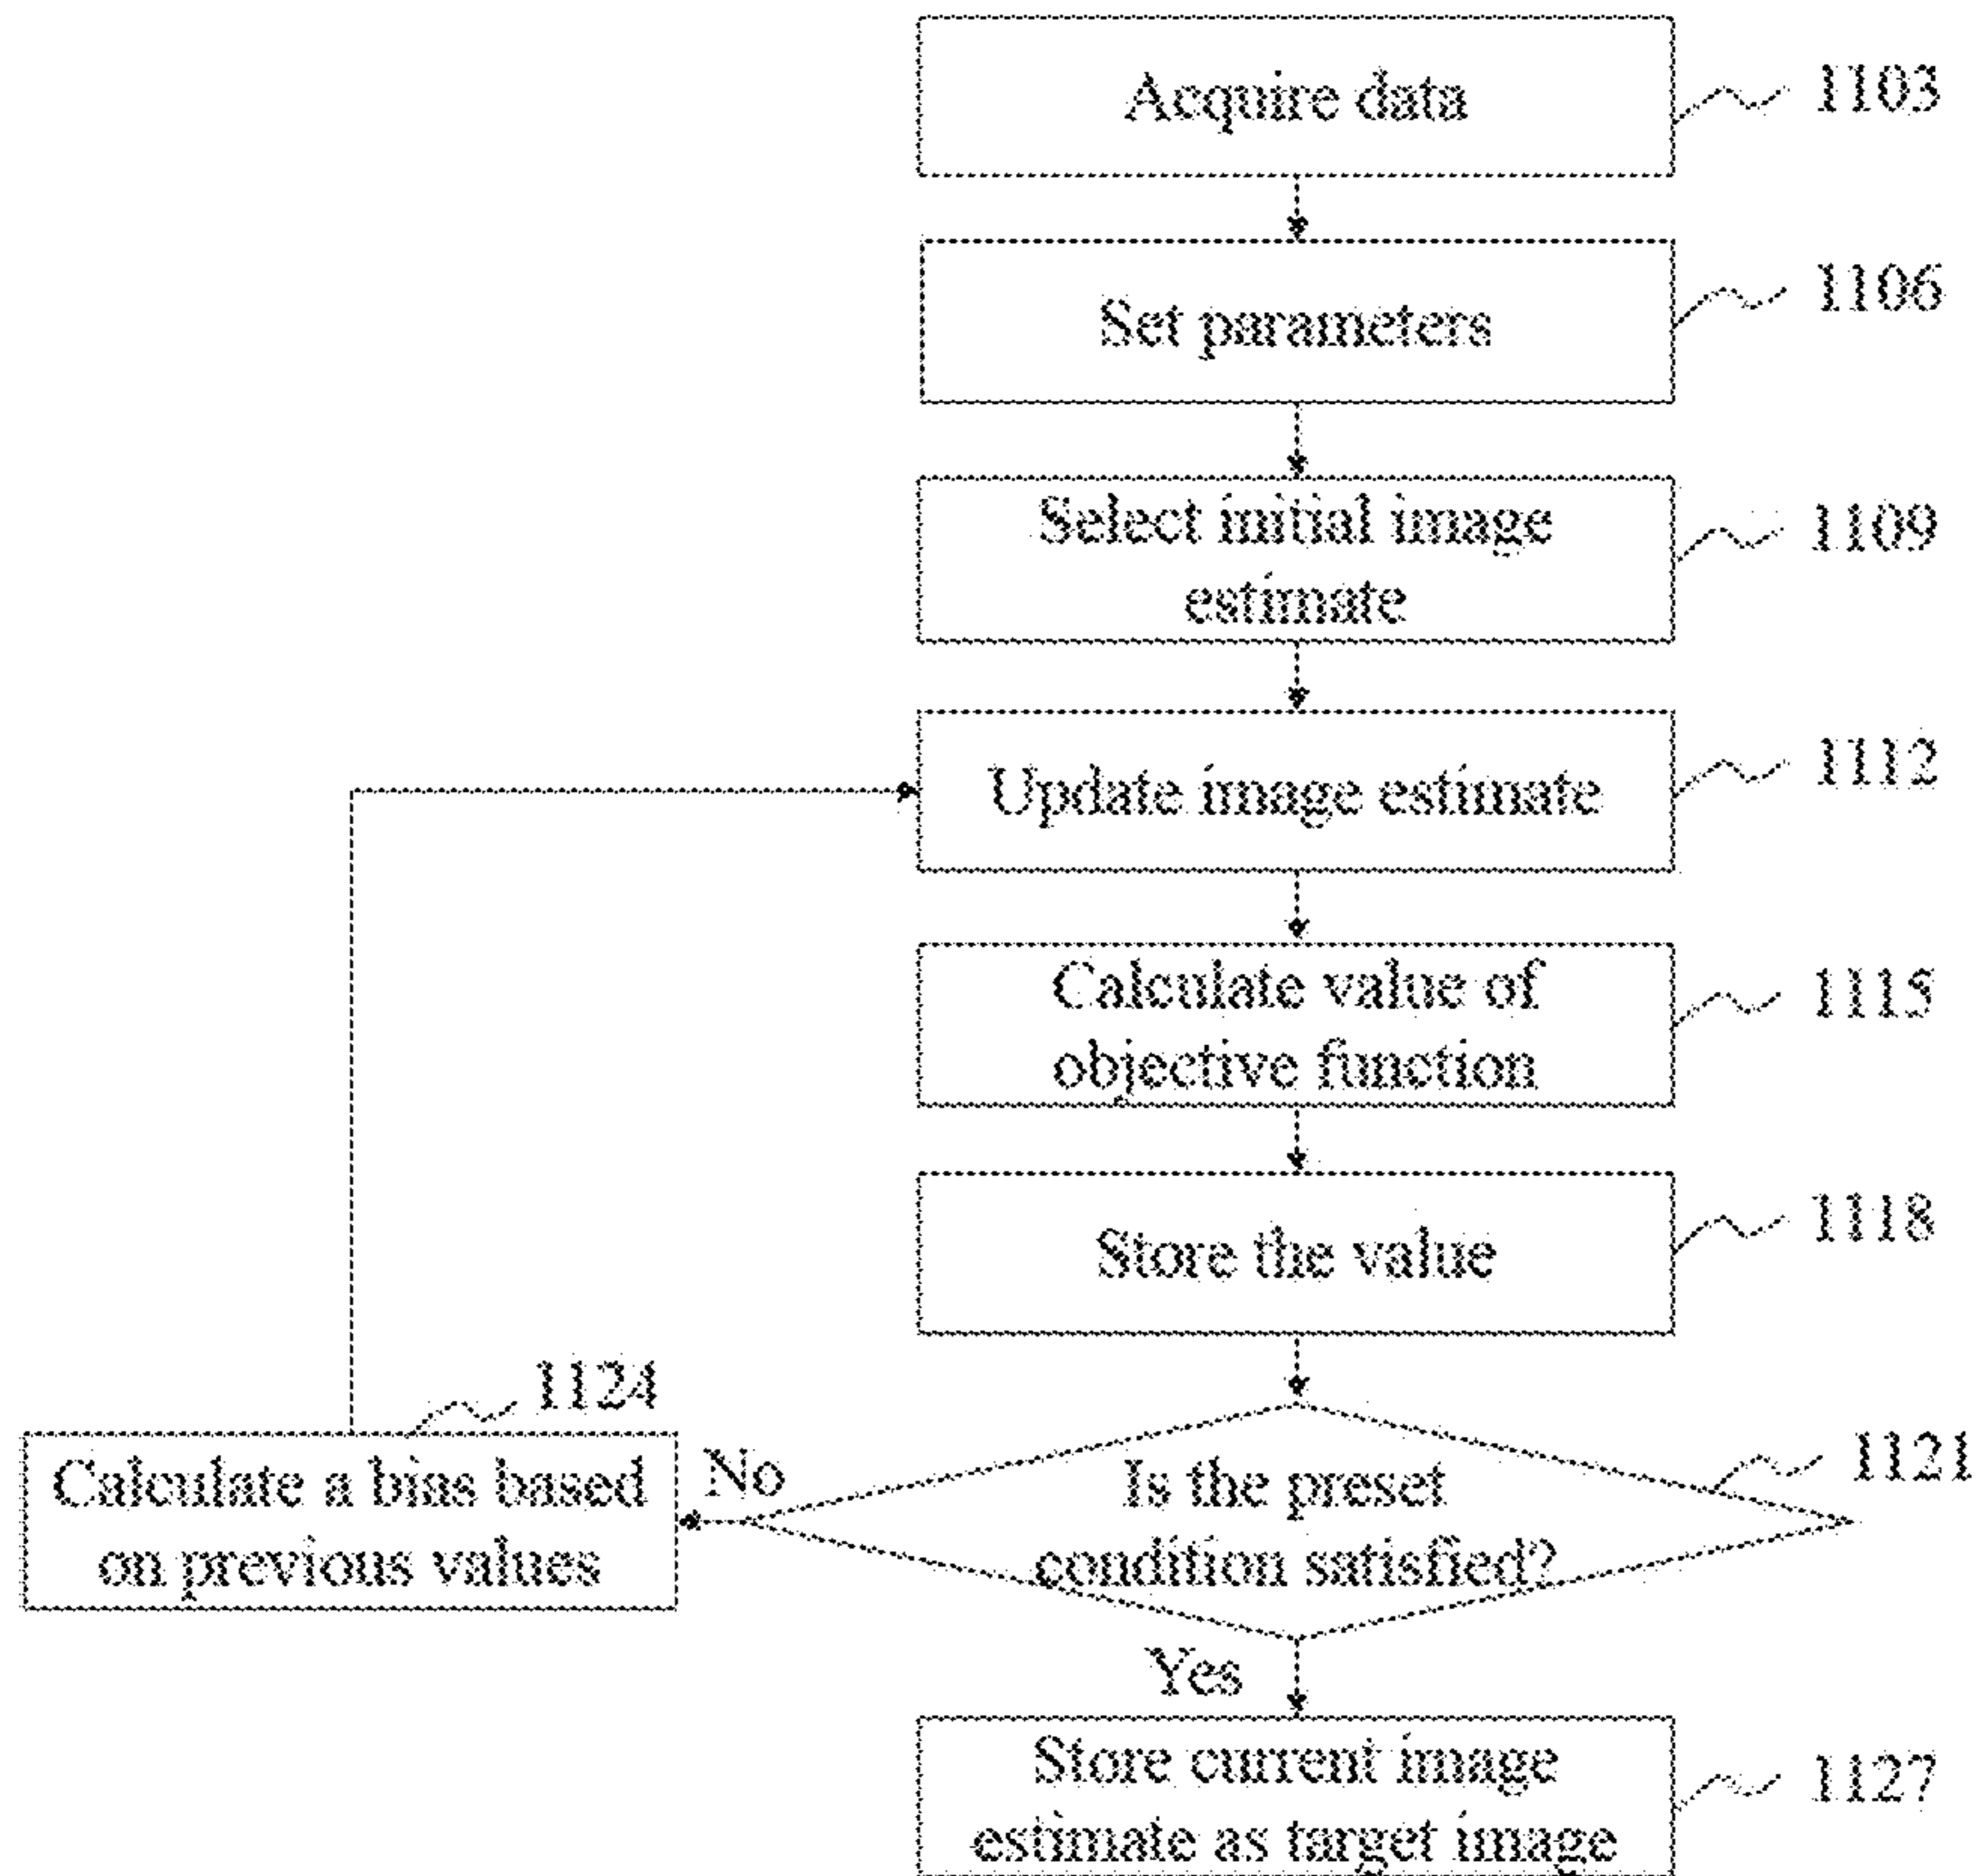 Acquire data
1103
Set parameters
1106
Select initial image
estimate
1109
Update image estimate
1112
Calculate value of
objective function
1115
Store the value
1118
1124
Calculate a bias based
on previous values
No
Is the preset
condition satisfied?
1121
Yes
Store current image
estimate as target image
1127